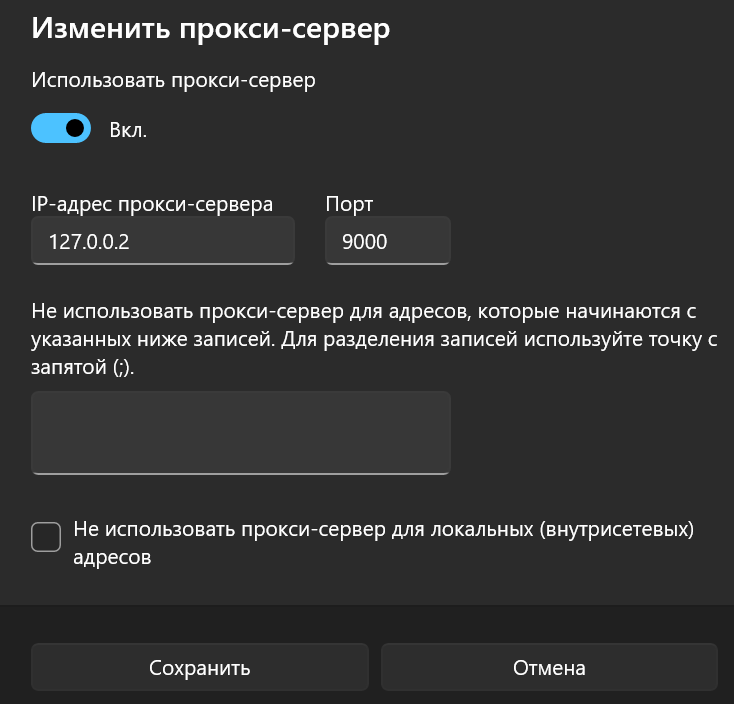 Изменить прокси-сервер
Использовать прокси-сервер
Вкл.
IP-адрес прокси-сервера
Порт
127.0.0.2
9000
Не использовать прокси-сервер для адресов, которые начинаются с
указанных ниже записей. Для разделения записей используйте точку с
запятой (;).
Не использовать прокси-сервер для локальных (внутрисетевых)
адресов
Сохранить
Отмена